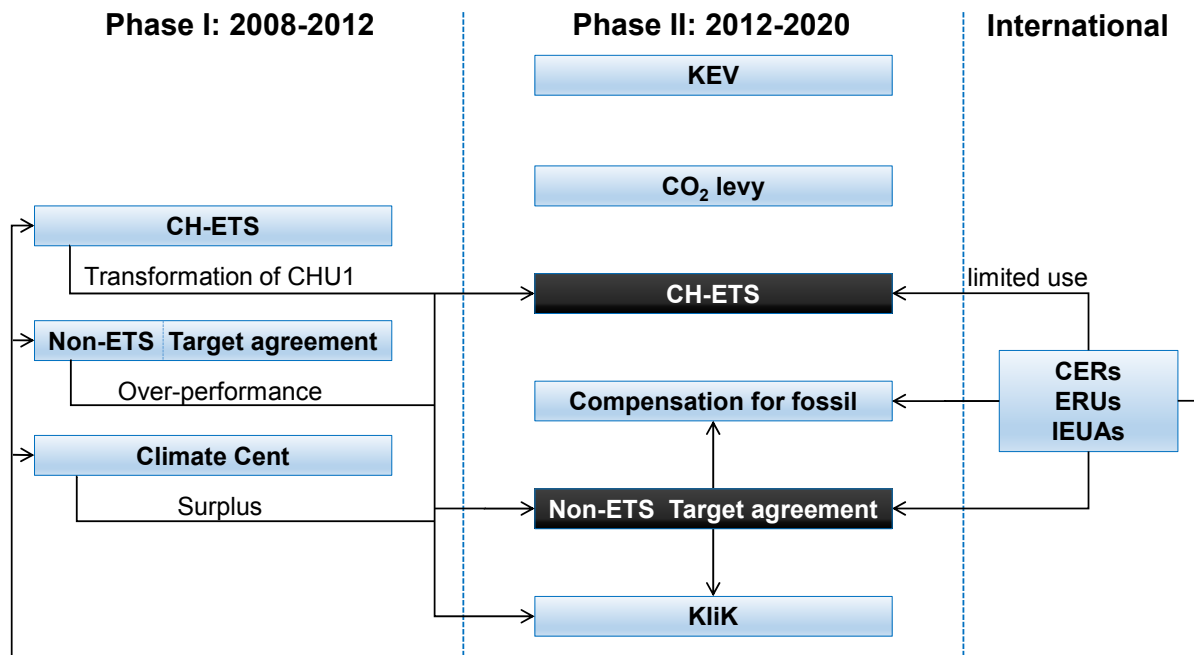 Phase I: 2008-2012
Phase II: 2012-2020
International
KEV
CO₂ levy
CH-ETS
Transformation of CHU1
CH-ETS
limited use
Non-ETS Target agreement
Over-performance
Compensation for fossil
CERs
ERUs
IEUAs
Climate Cent
Surplus
Non-ETS Target agreement
KliK